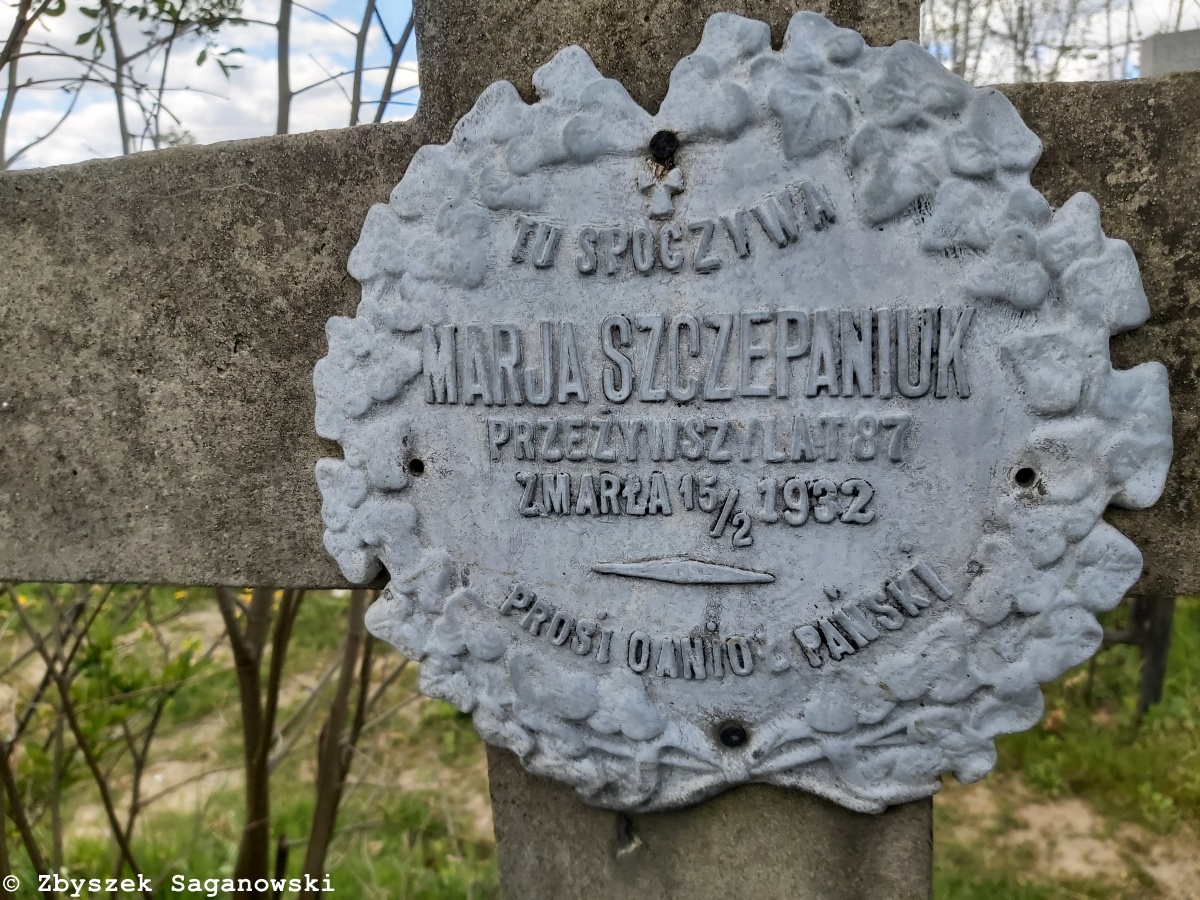 TU SPOCZYWA
MARJA SZCZEPANIUK
PRZEŻYWSZY LAT 87
ZMARŁA 15/2 1932
PROSI O ANIOŁ PAŃSKI
© Zbyszek Saganowski